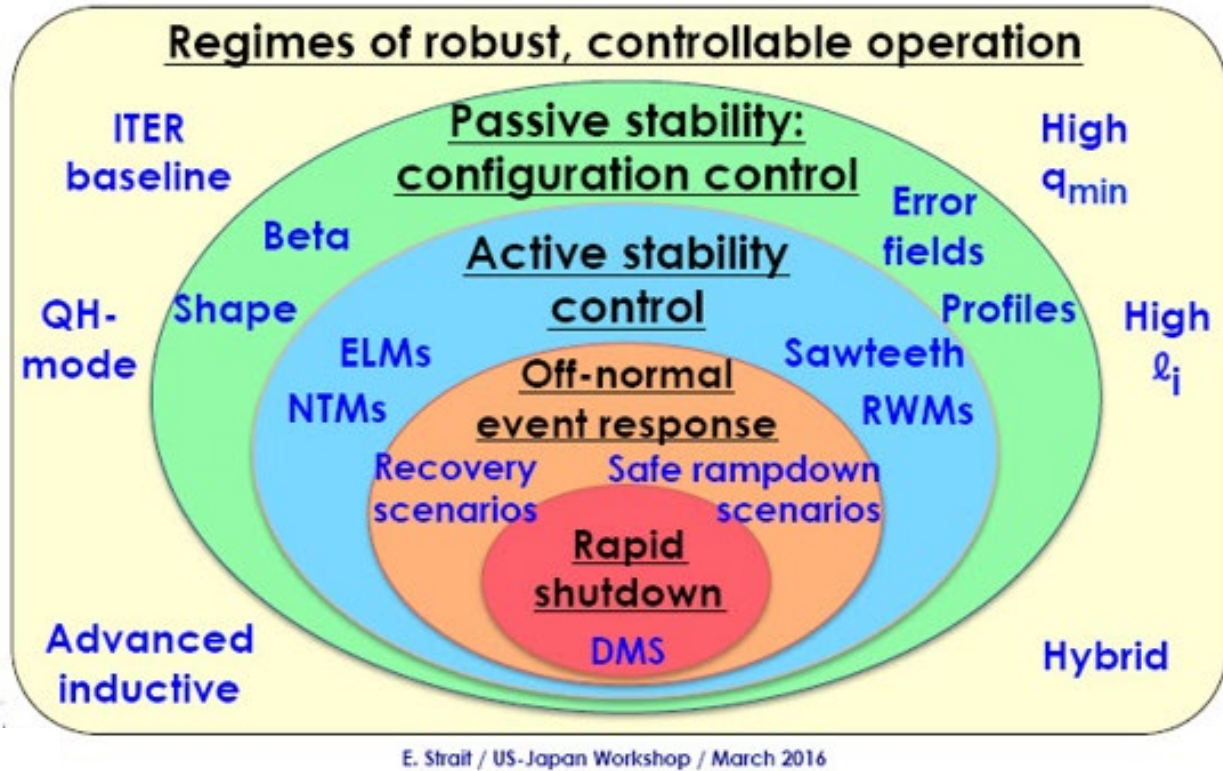 Regimes of robust, controllable operation
ITER
baseline
Passive stability:
configuration control
High
qmin
Beta
Error
fields
Active stability
control
QH-
mode
Shape
Profiles
High
ℓi
ELMs
Sawteeth
NTMs
RWMs
Off-normal
event response
Recovery
scenarios
Safe rampdown
scenarios
Rapid
shutdown
DMS
Advanced
inductive
Hybrid
E. Strait / US-Japan Workshop / March 2016